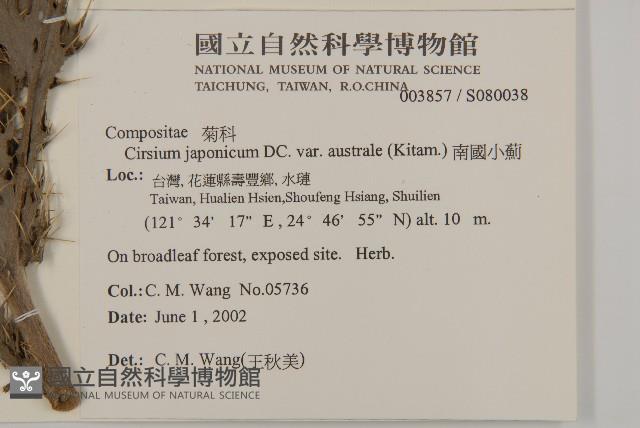 國立自然科學博物館
NATIONAL MUSEUM OF NATURAL SCIENCE
TAICHUNG, TAIWAN, R.O.CHINA
003857 / S080038
Compositae 菊科
Cirsium japonicum DC. var. australe (Kitam.) 南國小薊
Loc.: 台灣, 花蓮縣壽豐鄉, 水璉
Taiwan, Hualien Hsien,Shoufeng Hsiang, Shuilien
(121° 34' 17" E , 24° 46' 55" N) alt. 10 m.
On broadleaf forest, exposed site. Herb.
Col.: C. M. Wang No.05736
Date: June 1 , 2002
Det.: C. M. Wang(王秋美)
國立自然科學博物館
NATIONAL MUSEUM OF NATURAL SCIENCE